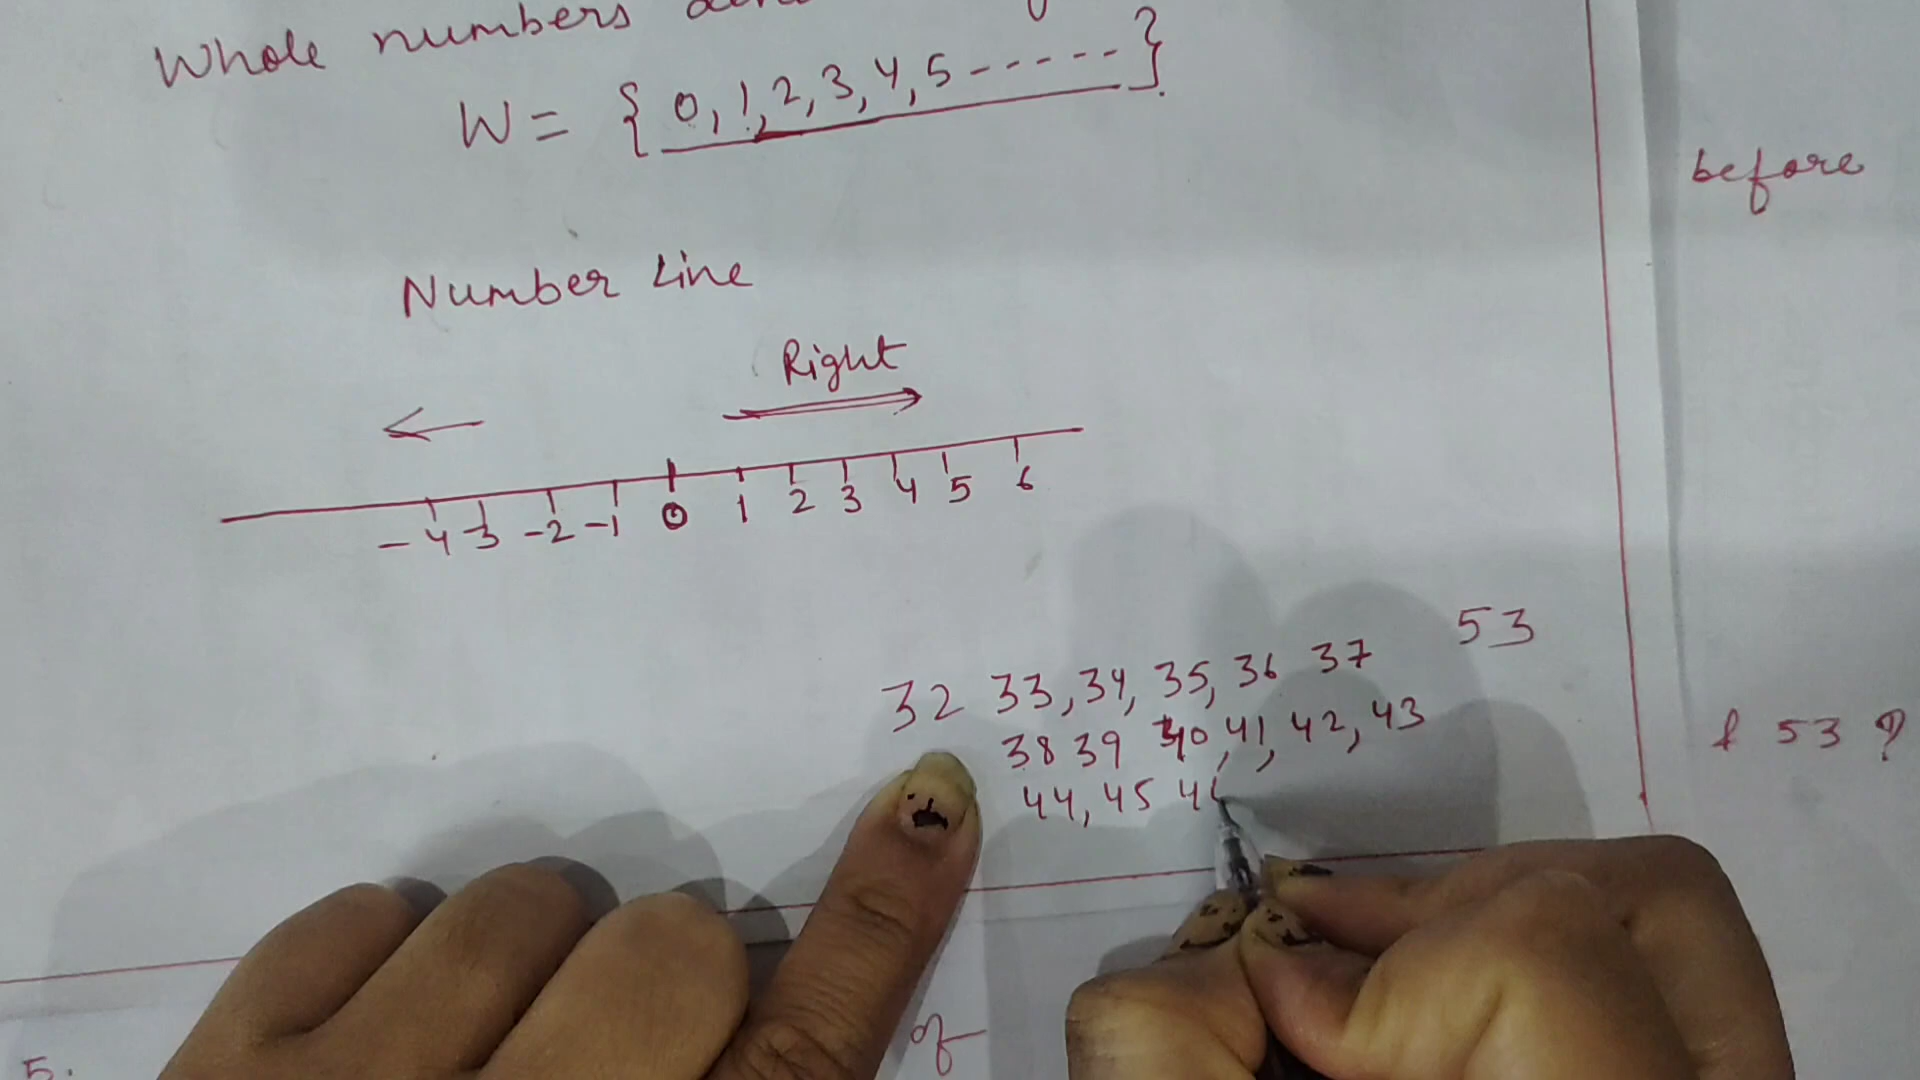 Whole numbers
W = { 0, 1, 2, 3, 4, 5 ----- }
before
Number Line
Right
- 4 - 3 - 2 - 1 0 1 2 3 4 5 6
53
32 33, 34, 35, 36 37
38 39 40, 41, 42, 43
53 ?
44, 45
of
5.